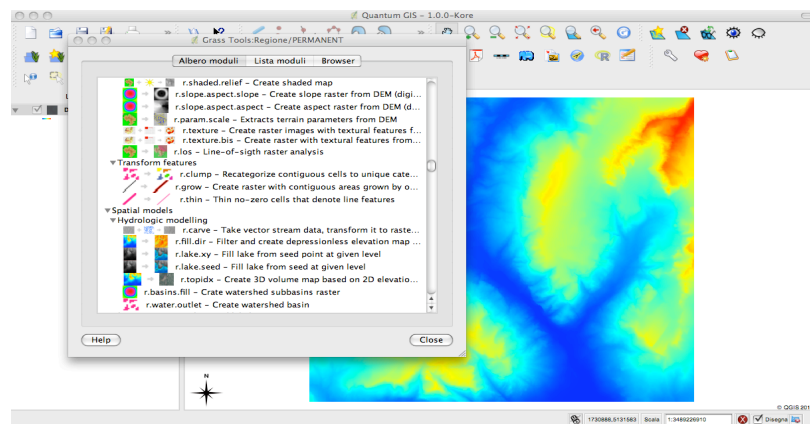 Quantum GIS - 1.0.0-Kore
Grass Tools:Regione/PERMANENT
Albero moduli Lista moduli Browser
r.shaded.relief - Create shaded map
r.slope.aspect.slope - Create slope raster from DEM (digi...
r.slope.aspect.aspect - Create aspect raster from DEM (d...
r.param.scale - Extracts terrain parameters from DEM
r.texture - Create raster images with textural features f...
r.texture.bis - Create raster with textural features from...
r.los - Line-of-sigth raster analysis
Transform features
r.clump - Recategorize contiguous cells to unique cate...
r.grow - Create raster with contiguous areas grown by o...
r.thin - Thin no-zero cells that denote line features
Spatial models
Hydrologic modelling
r.carve - Take vector stream data, transform it to raste...
r.fill.dir - Filter and create depressionless elevation map ...
r.lake.xy - Fill lake from seed point at given level
r.lake.seed - Fill lake from seed at given level
r.topidx - Create 3D volume map based on 2D elevatio...
r.basins.fill - Crate watershed subbasins raster
r.water.outlet - Create watershed basin
Help Close
N
© QGIS 201
1730888,5131583 Scala 1:3489226910 Disegna